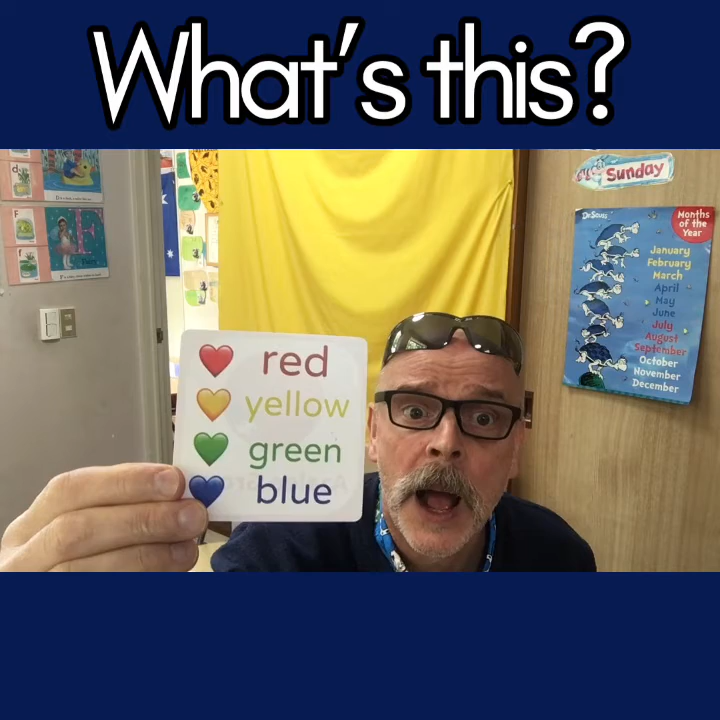 What's this?
Sunday
Dr. Seuss
Months
of the
Year
January
February
March
April
May
June
July
August
September
October
November
December
red
yellow
green
blue